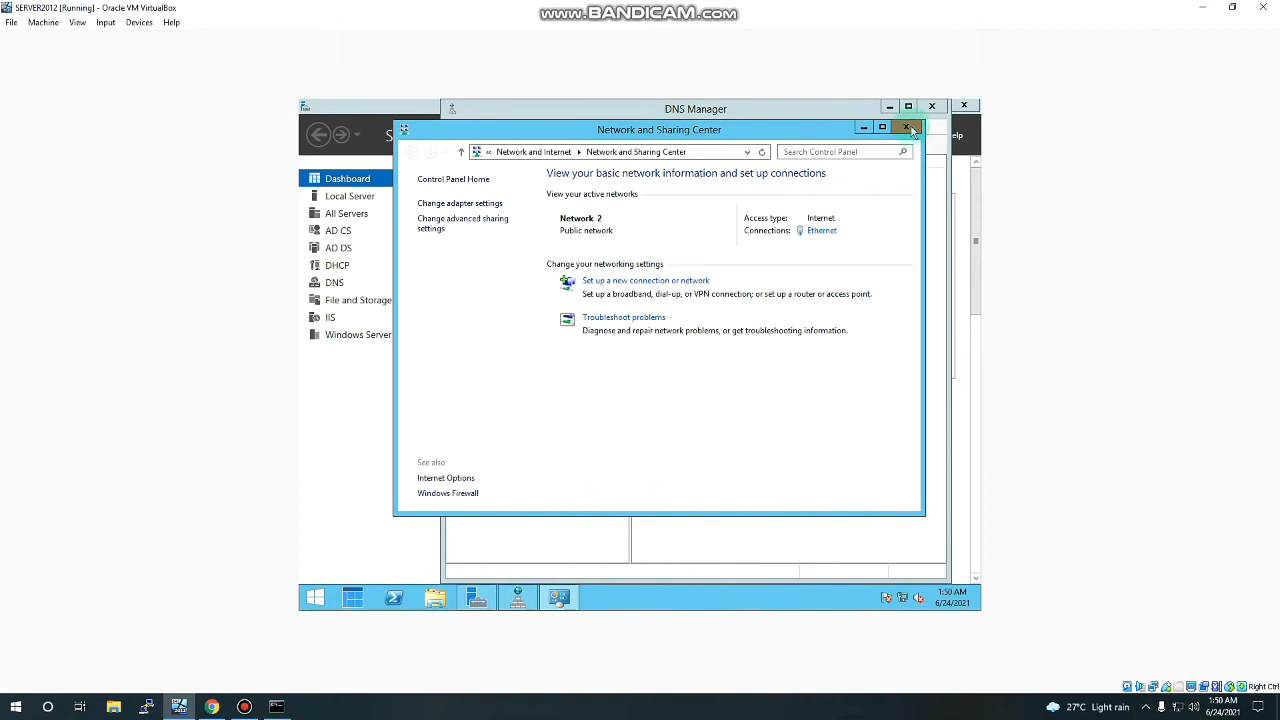 SERVER2012 [Running] - Oracle VM VirtualBox
www.BANDICAM.com
File Machine View Input Devices Help
DNS Manager
Network and Sharing Center
S
elp
« Network and Internet Network and Sharing Center
Search Control Panel
Control Panel Home
Change adapter settings
Change advanced sharing
settings
View your basic network information and set up connections
View your active networks
Network 2
Public network
Access type: Internet
Connections: Ethernet
Change your networking settings
Set up a new connection or network
Set up a broadband, dial-up, or VPN connection; or set up a router or access point.
Troubleshoot problems
Diagnose and repair network problems, or get troubleshooting information.
See also
Internet Options
Windows Firewall
Dashboard
Local Server
All Servers
AD CS
AD DS
DHCP
DNS
File and Storage
IIS
Windows Server
1:50 AM
6/24/2021
Right Ctrl
27°C Light rain
1:50 AM
6/24/2021